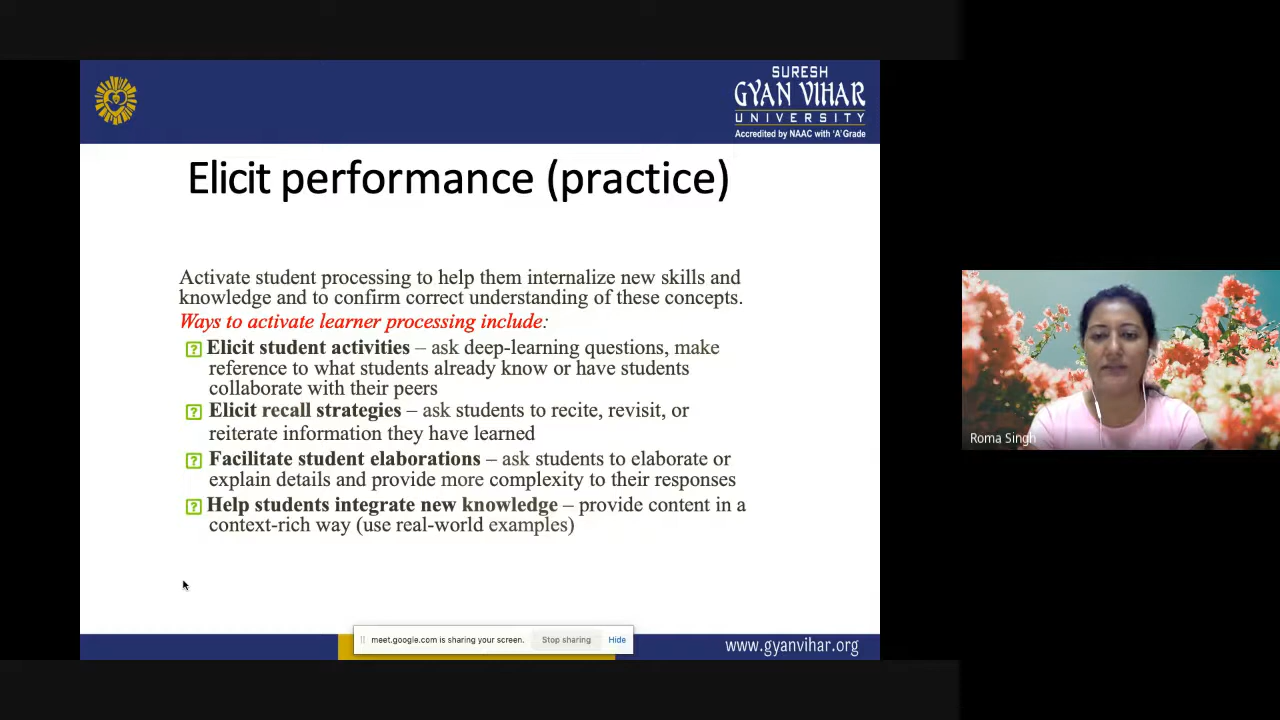 SURESH
GYAN VIHAR
UNIVERSITY
Accredited by NAAC with 'A' Grade
Elicit performance (practice)
Activate student processing to help them internalize new skills and
knowledge and to confirm correct understanding of these concepts.
Ways to activate learner processing include:
Elicit student activities – ask deep-learning questions, make
reference to what students already know or have students
collaborate with their peers
Elicit recall strategies – ask students to recite, revisit, or
reiterate information they have learned
Facilitate student elaborations – ask students to elaborate or
explain details and provide more complexity to their responses
Help students integrate new knowledge – provide content in a
context-rich way (use real-world examples)
Roma Singh
meet.google.com is sharing your screen. Stop sharing Hide
www.gyanvihar.org